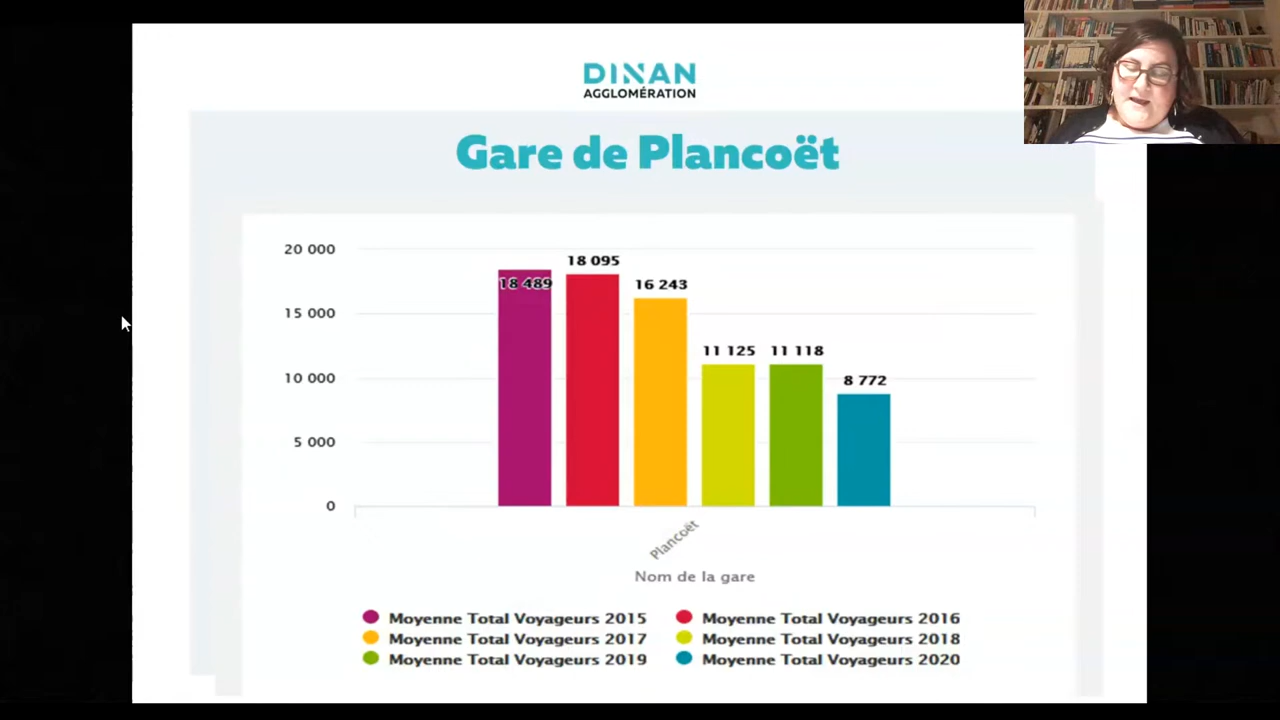 DINAN
AGGLOMÉRATION
Gare de Plancoët
20 000
15 000
10 000
5 000
0
18 489
18 095
16 243
11 125
11 118
8 772
Plancoët
Nom de la gare
Moyenne Total Voyageurs 2015
Moyenne Total Voyageurs 2016
Moyenne Total Voyageurs 2017
Moyenne Total Voyageurs 2018
Moyenne Total Voyageurs 2019
Moyenne Total Voyageurs 2020